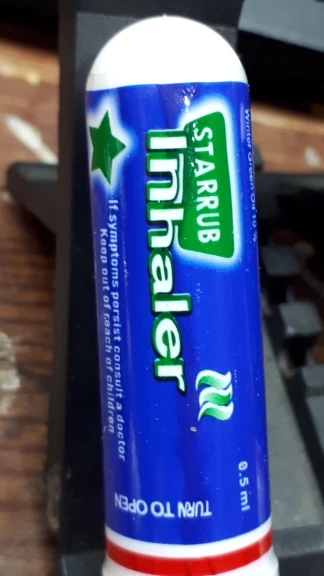 Winter Green Oil 10 %
STARRUB
Inhaler
If symptoms persist consult a doctor
Keep out of reach of children
0.5 ml
TURN TO OPEN